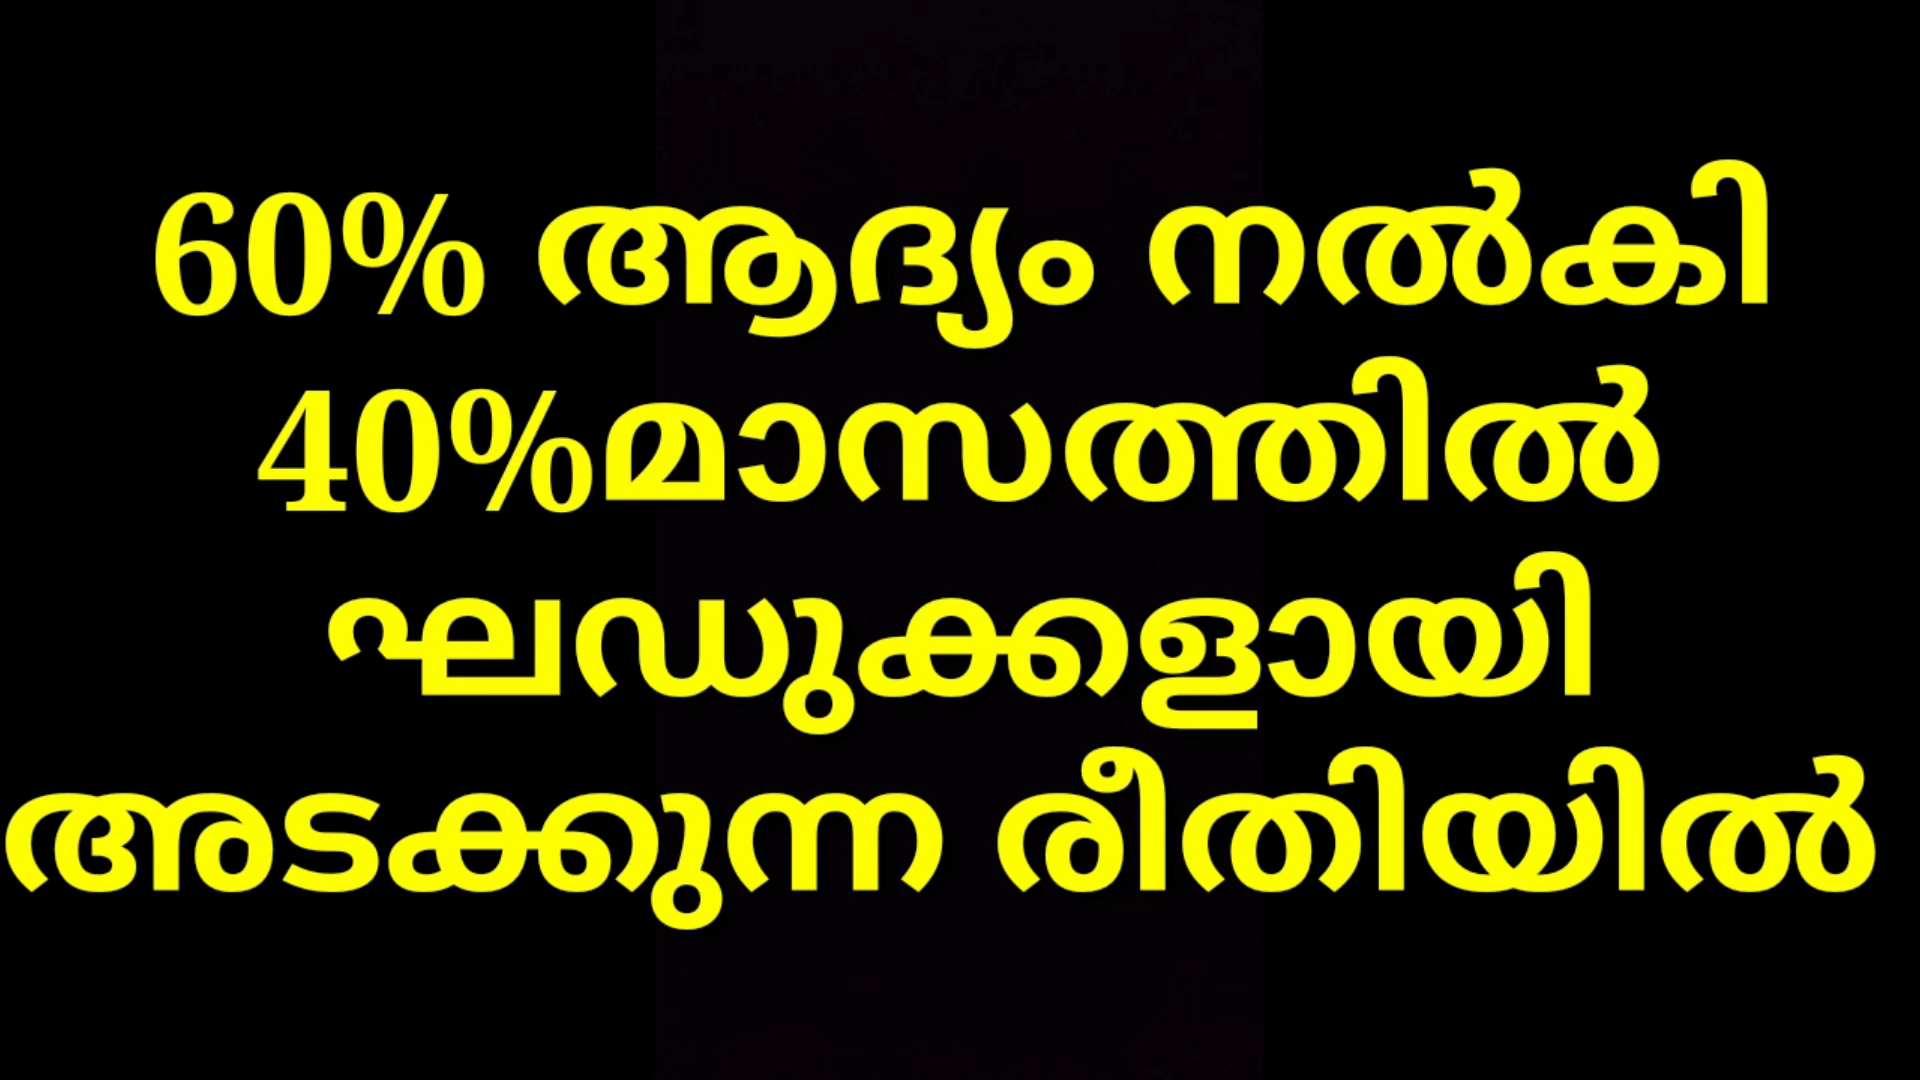 60% ആദ്യം നൽകി
40%മാസത്തിൽ
ഘഡുക്കളായി
അടക്കുന്ന രീതിയിൽ